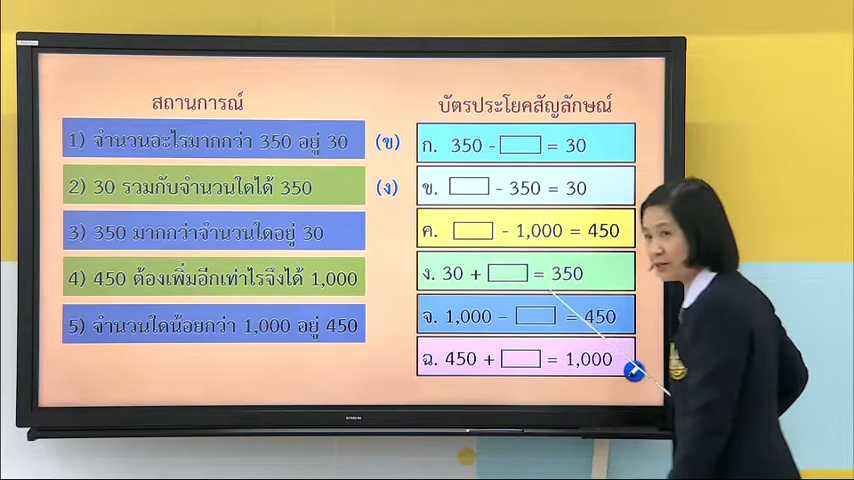 สถานการณ์
1) จำนวนอะไรมากกว่า 350 อยู่ 30 (ข)
2) 30 รวมกับจำนวนใดได้ 350 (ง)
3) 350 มากกว่าจำนวนใดอยู่ 30
4) 450 ต้องเพิ่มอีกเท่าไรจึงได้ 1,000
5) จำนวนใดน้อยกว่า 1,000 อยู่ 450
บัตรประโยคสัญลักษณ์
ก. 350 - □ = 30
ข. □ - 350 = 30
ค. □ - 1,000 = 450
ง. 30 + □ = 350
จ. 1,000 - □ = 450
ฉ. 450 + □ = 1,000